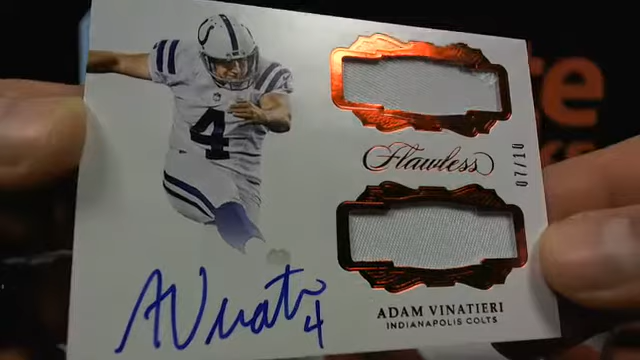 4
Flawless
07/10
AVinatieri 4
ADAM VINATIERI
INDIANAPOLIS COLTS